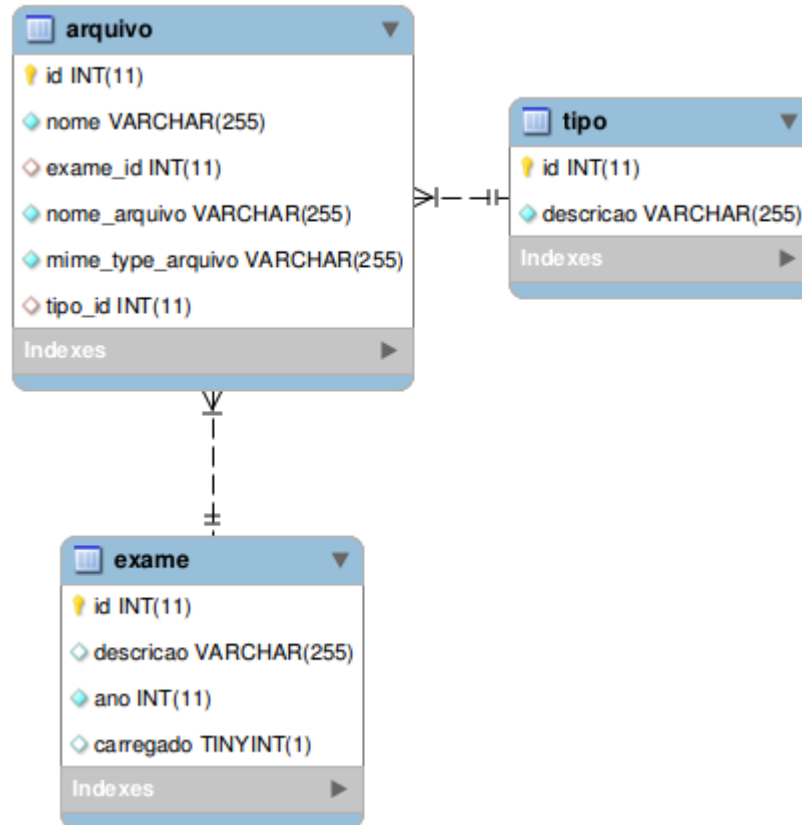 arquivo
id INT(11)
nome VARCHAR(255)
exame_id INT(11)
nome_arquivo VARCHAR(255)
mime_type_arquivo VARCHAR(255)
tipo_id INT(11)
Indexes
tipo
id INT(11)
descricao VARCHAR(255)
Indexes
exame
id INT(11)
descricao VARCHAR(255)
ano INT(11)
carregado TINYINT(1)
Indexes